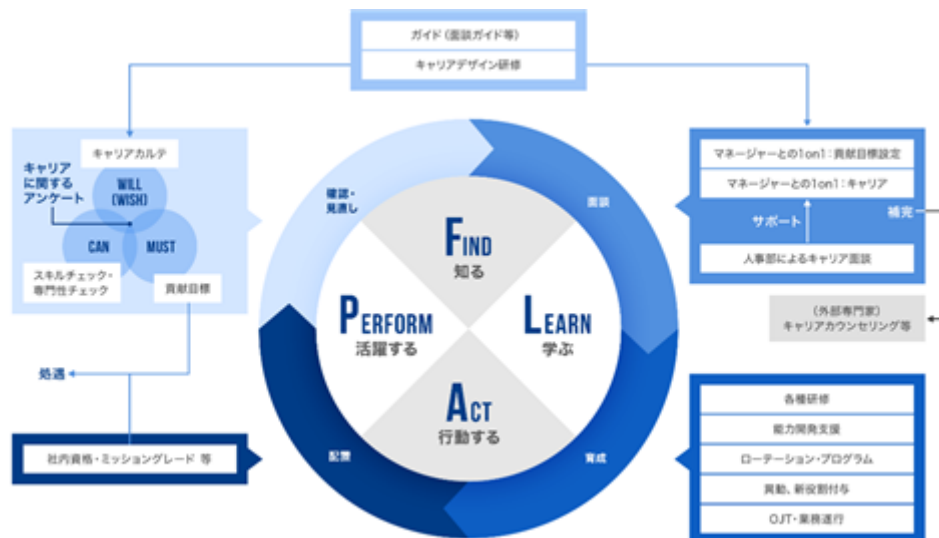 ガイド(面談ガイド等)
キャリアデザイン研修
キャリアカルテ
キャリア
に関する
アンケート
WILL
(WISH)
CAN
MUST
スキルチェック・
専門性チェック
貢献目標
処遇
社内資格・ミッショングレード 等
確認・
見直し
面談
育成
配置
FIND
知る
PERFORM
活躍する
LEARN
学ぶ
ACT
行動する
マネージャーとの1on1:貢献目標設定
マネージャーとの1on1:キャリア
サポート
補完
人事部によるキャリア面談
(外部専門家)
キャリアカウンセリング等
各種研修
能力開発支援
ローテーション・プログラム
異動、新役割付与
OJT・業務遂行